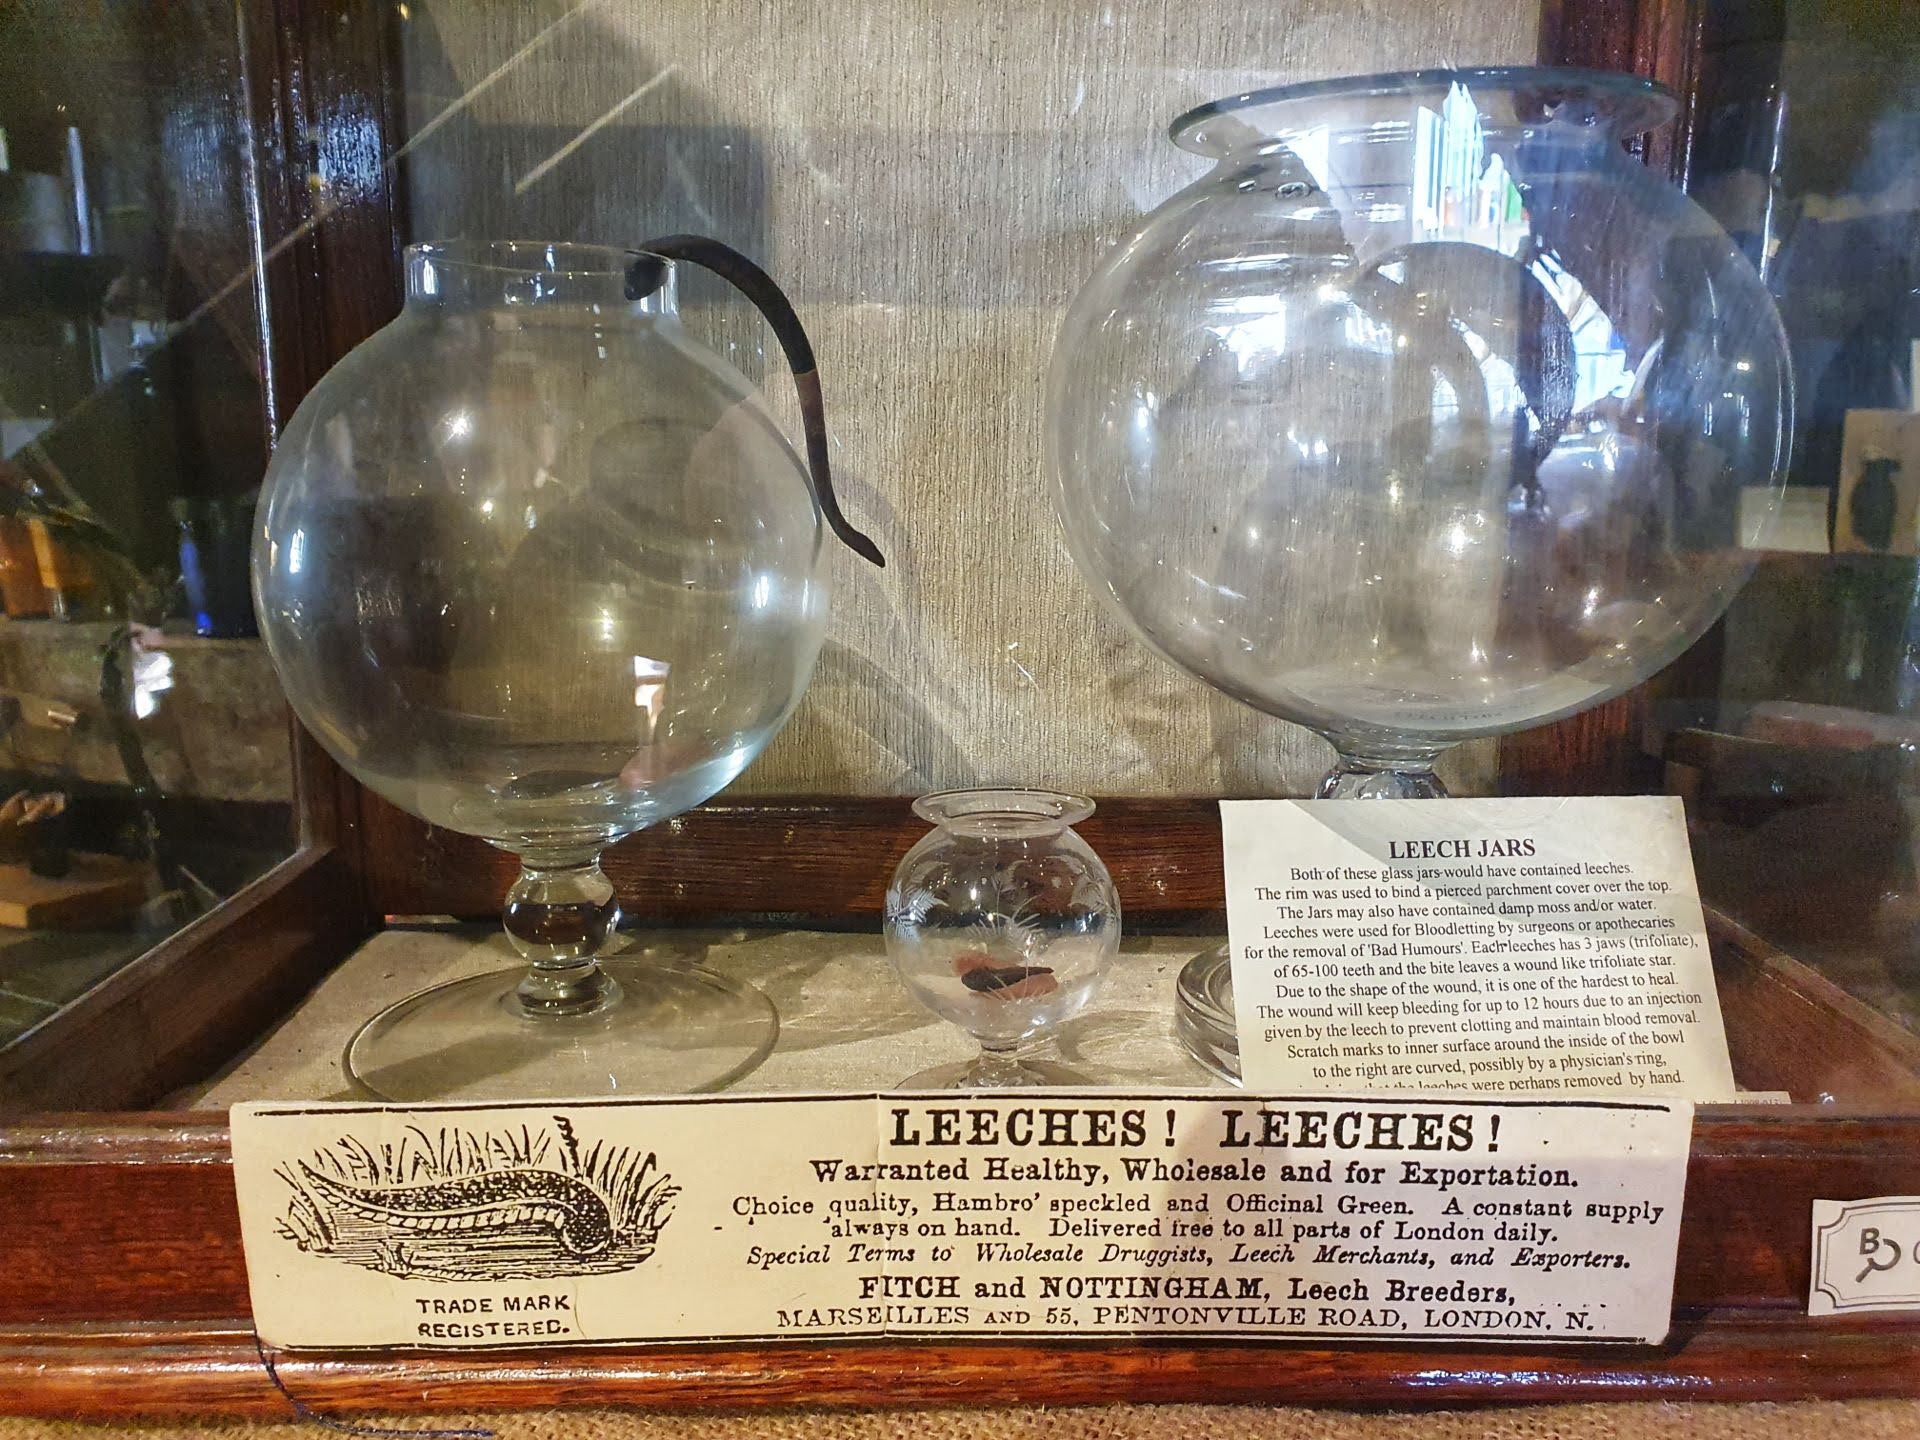 LEECH JARS
Both of these glass jars would have contained leeches.
The rim was used to bind a pierced parchment cover over the top.
The Jars may also have contained damp moss and/or water.
Leeches were used for Bloodletting by surgeons or apothecaries
for the removal of 'Bad Humours'. Each leeches has 3 jaws (trifoliate),
of 65-100 teeth and the bite leaves a wound like trifoliate star.
Due to the shape of the wound, it is one of the hardest to heal.
The wound will keep bleeding for up to 12 hours due to an injection
given by the leech to prevent clotting and maintain blood removal.
Scratch marks to inner surface around the inside of the bowl
to the right are curved, possibly by a physician's ring,
that the leeches were perhaps removed by hand.
LEECHES! LEECHES!
Warranted Healthy, Wholesale and for Exportation.
Choice quality, Hambro' speckled and Officinal Green. A constant supply
always on hand. Delivered free to all parts of London daily.
Special Terms to Wholesale Druggists, Leech Merchants, and Exporters.
FITCH and NOTTINGHAM, Leech Breeders,
MARSEILLES AND 55, PENTONVILLE ROAD, LONDON. N.
TRADE MARK
REGISTERED.
B